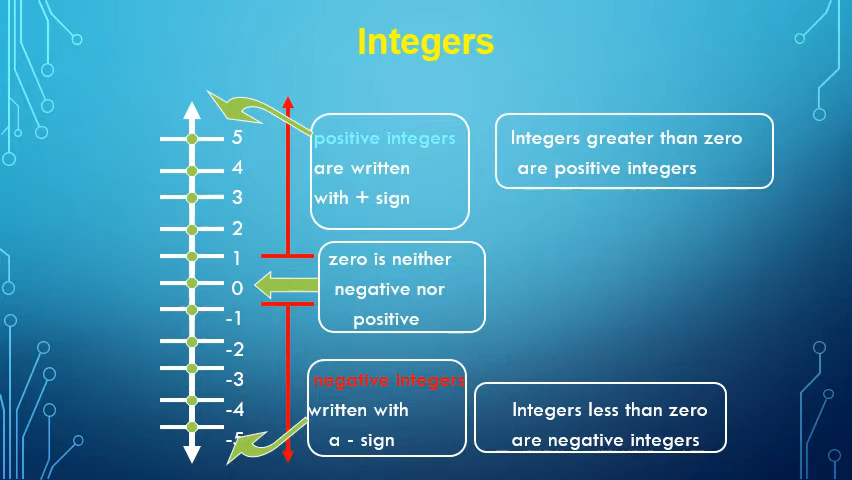 Integers
5
4
3
2
1
0
-1
-2
-3
-4
-5
positive integers
are written
with + sign
Integers greater than zero
are positive integers
zero is neither
negative nor
positive
negative integers
written with
a - sign
Integers less than zero
are negative integers